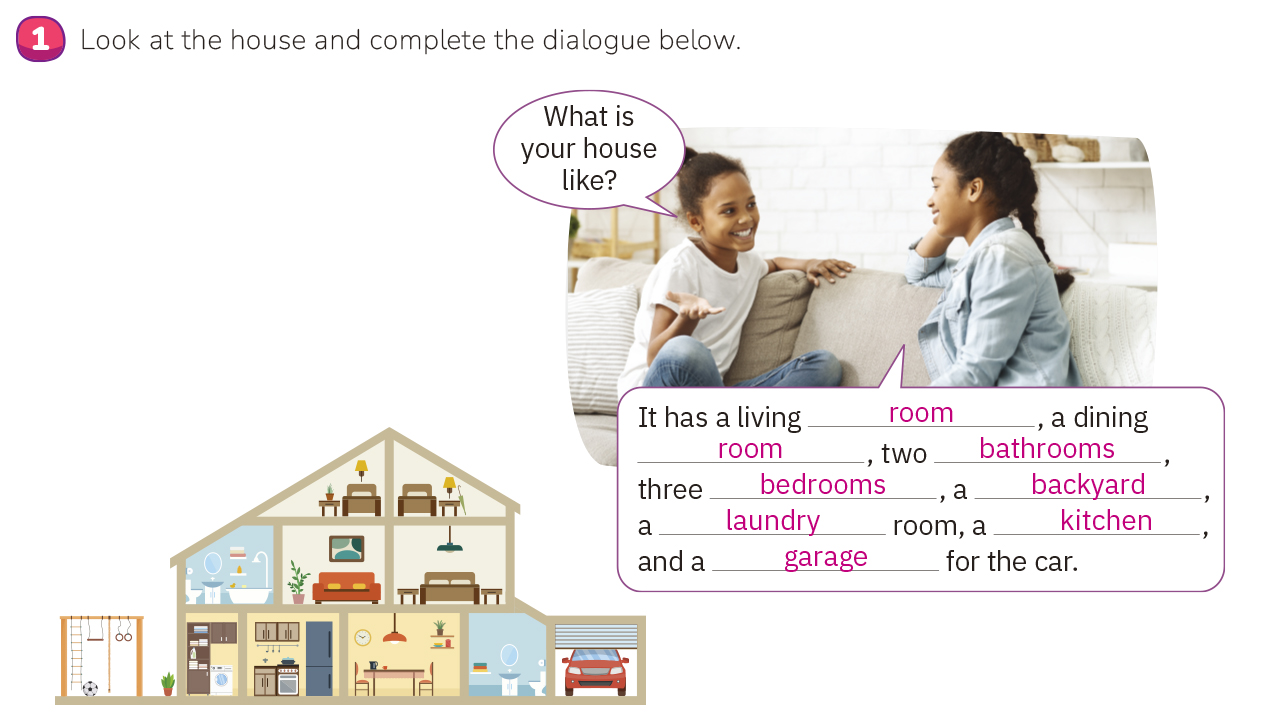 1 Look at the house and complete the dialogue below.
What is
your house
like?
It has a living room, a dining
room, two bathrooms,
three bedrooms, a backyard,
a laundry room, a kitchen,
and a garage for the car.